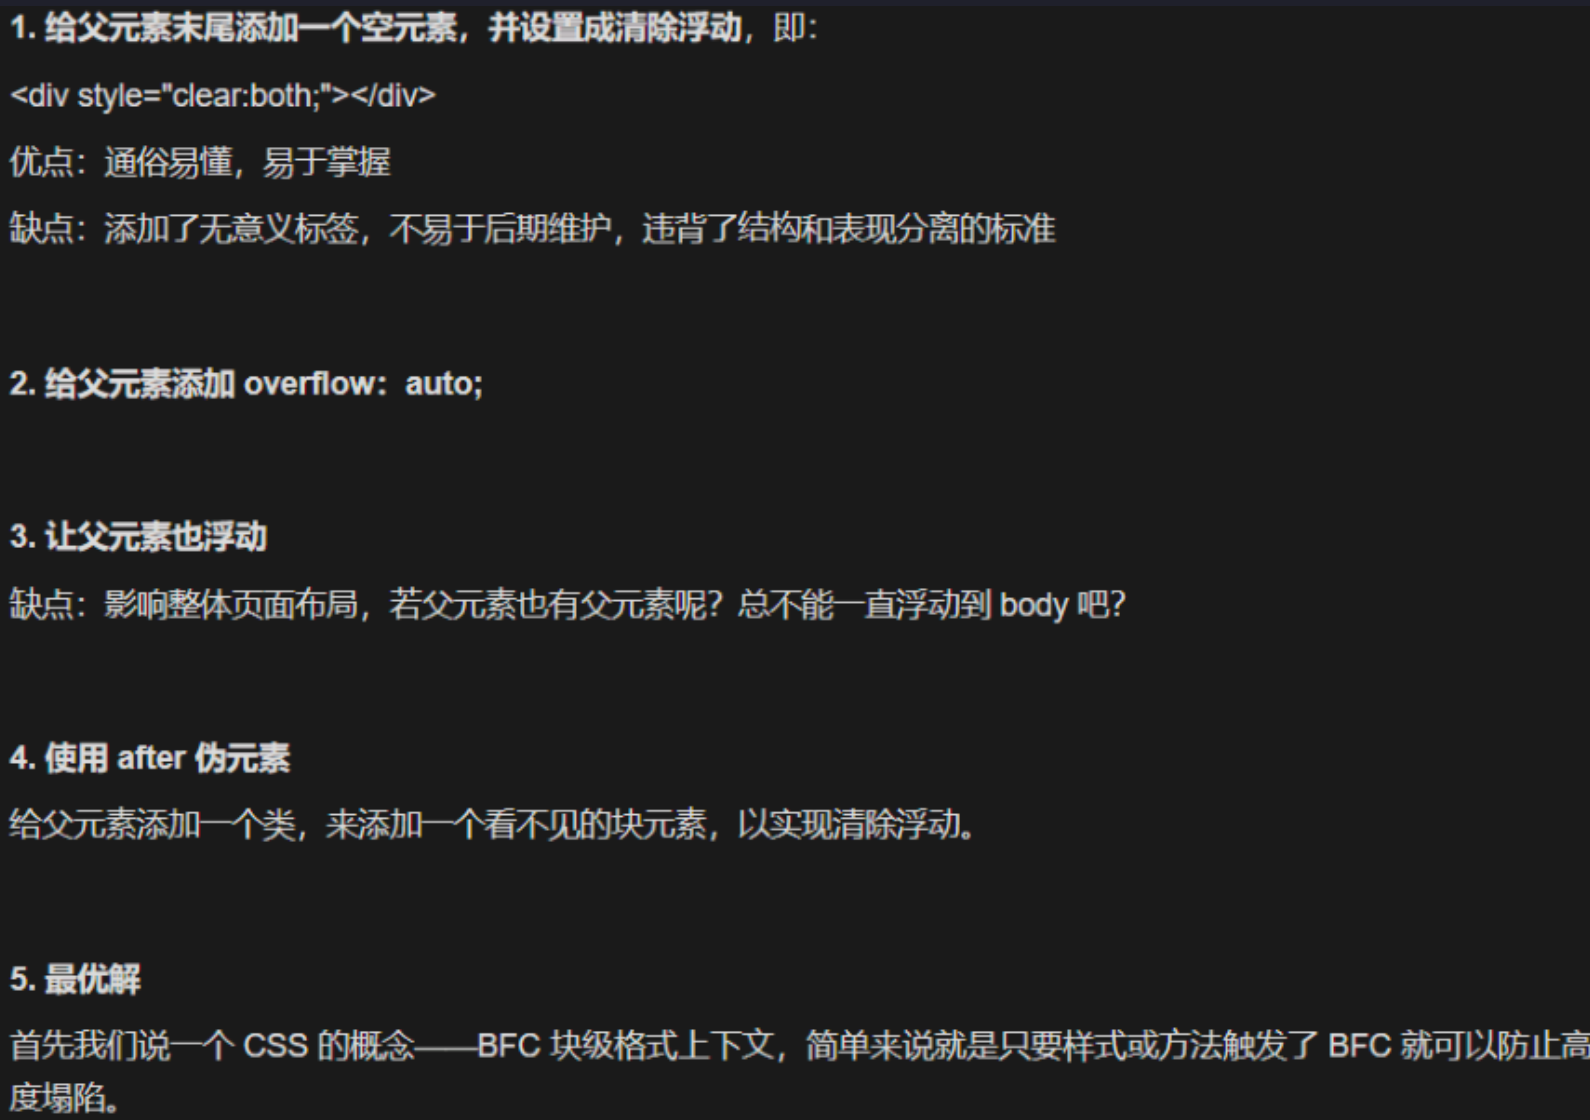 1. 给父元素末尾添加一个空元素，并设置成清除浮动，即：
<div style="clear:both;"></div>
优点：通俗易懂，易于掌握
缺点：添加了无意义标签，不易于后期维护，违背了结构和表现分离的标准
2. 给父元素添加 overflow：auto;
3. 让父元素也浮动
缺点：影响整体页面布局，若父元素也有父元素呢？总不能一直浮动到 body 吧？
4. 使用 after 伪元素
给父元素添加一个类，来添加一个看不见的块元素，以实现清除浮动。
5. 最优解
首先我们说一个 CSS 的概念——BFC 块级格式上下文，简单来说就是只要样式或方法触发了 BFC 就可以防止高
度塌陷。